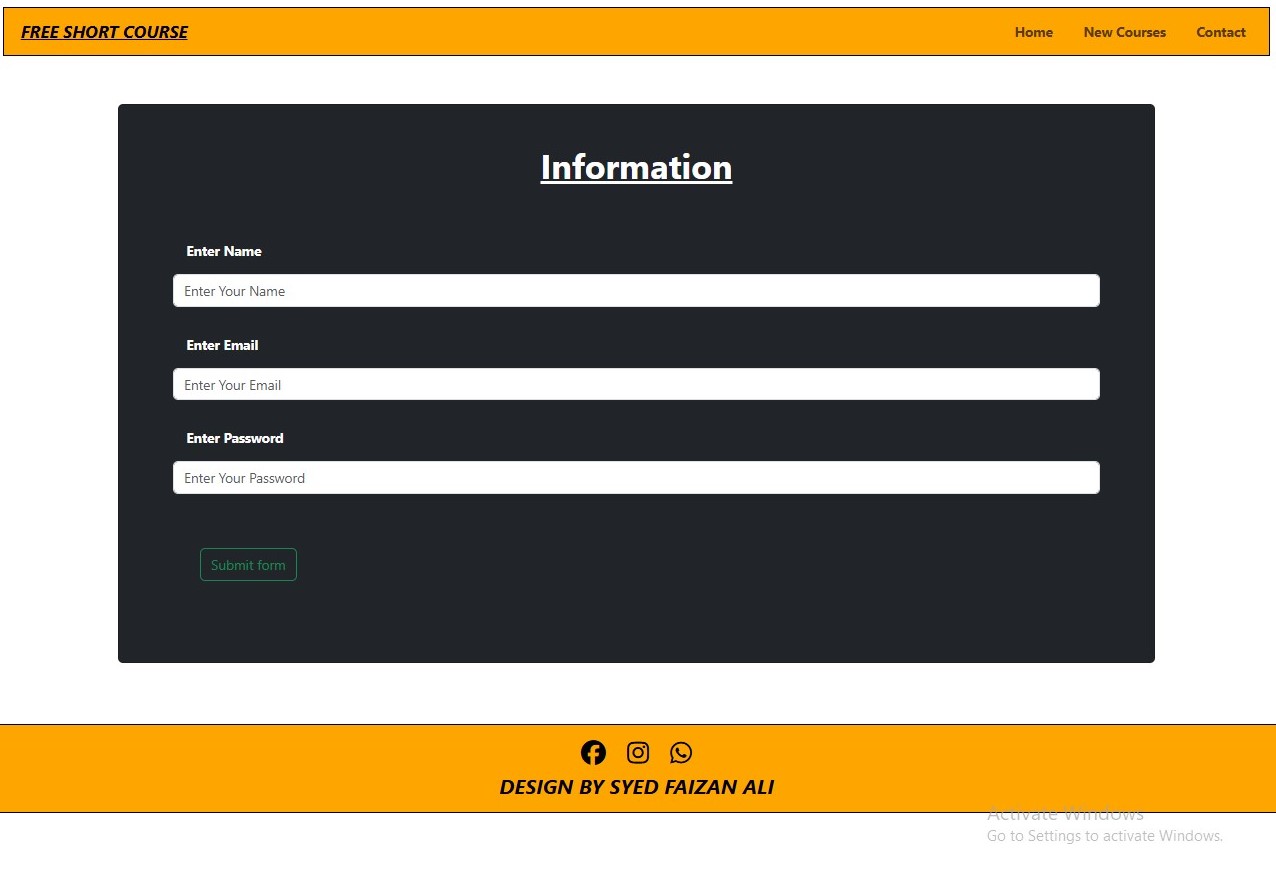 FREE SHORT COURSE
Home New Courses Contact
Information
Enter Name
Enter Your Name
Enter Email
Enter Your Email
Enter Password
Enter Your Password
Submit form
DESIGN BY SYED FAIZAN ALI
Activate Windows
Go to Settings to activate Windows.